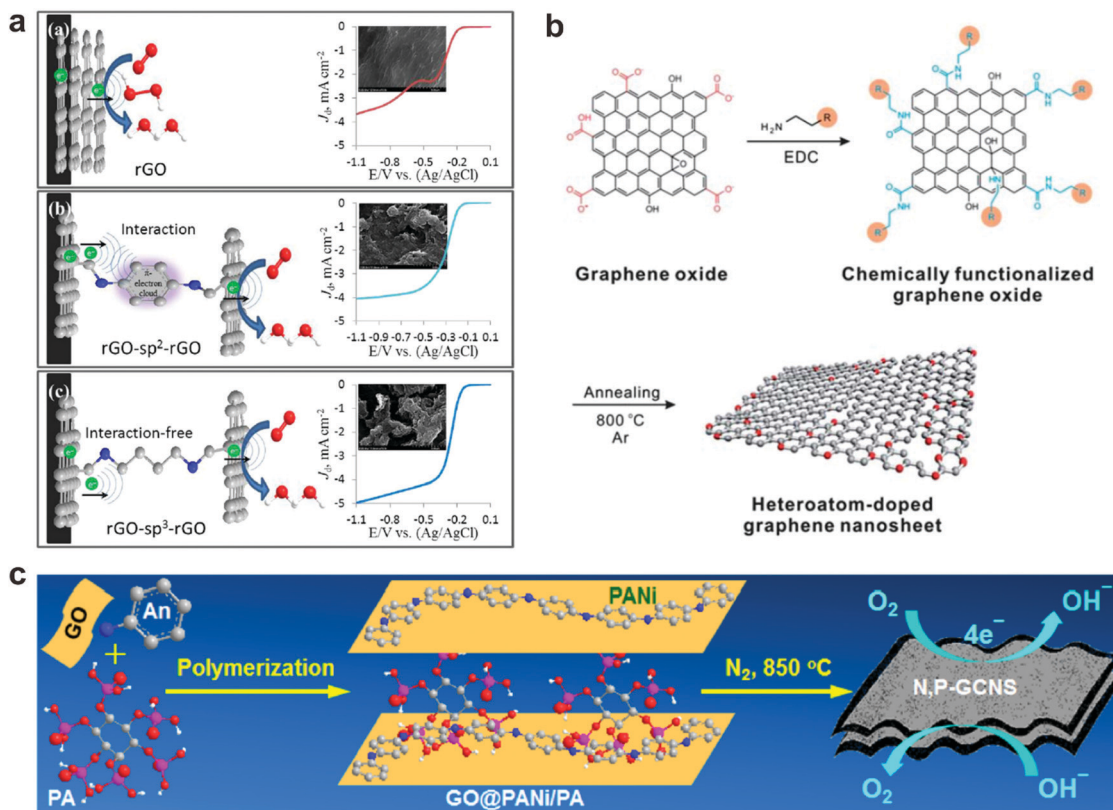 a
(a)
e⁻
e⁻
rGO
0
-1
-2
-3
-4
-5
J_d, mA cm⁻²
-1.1 -0.8 -0.5 -0.2 0.1
E/V vs. (Ag/AgCl)
(b)
Interaction
e⁻ e⁻
π-
electron
cloud
e⁻
rGO-sp²-rGO
0
-1
-2
-3
-4
-5
J_d, mA cm⁻²
-1.1 -0.9 -0.7 -0.5 -0.3 -0.1 0.1
E/V vs. (Ag/AgCl)
(c)
Interaction-free
e⁻
e⁻
e⁻
rGO-sp³-rGO
0
-1
-2
-3
-4
-5
J_d, mA cm⁻²
-1.1 -0.8 -0.5 -0.2 0.1
E/V vs. (Ag/AgCl)
b
H₂N R
EDC
Graphene oxide
Chemically functionalized
graphene oxide
Annealing
800 °C
Ar
Heteroatom-doped
graphene nanosheet
c
GO
An
+
PA
Polymerization
PANi
GO@PANi/PA
N₂, 850 °C
O₂
4e⁻
OH⁻
N,P-GCNS
O₂
OH⁻